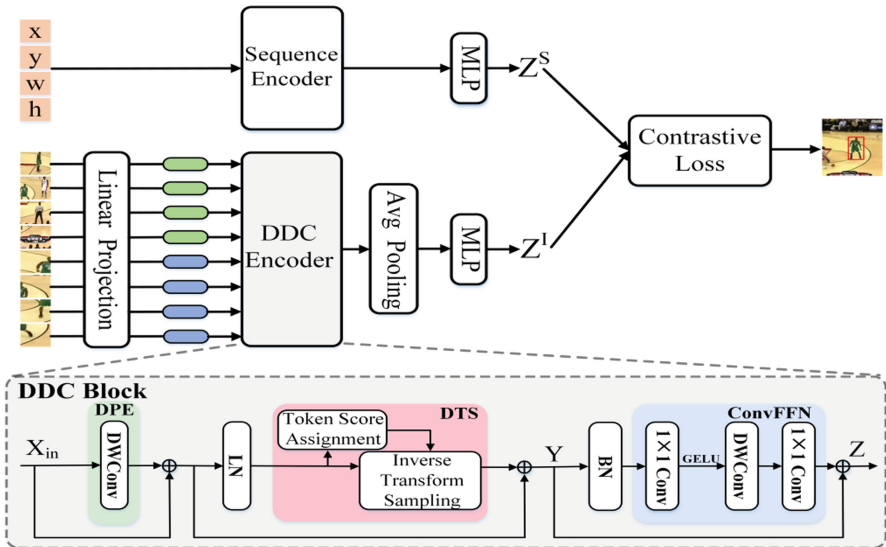 x
y
w
h
Sequence
Encoder
MLP
Z^S
Contrastive
Loss
Linear Projection
DDC
Encoder
Avg Pooling
MLP
Z^I
DDC Block
DPE
X_in
DWConv
LN
DTS
Token Score
Assignment
Inverse
Transform
Sampling
Y
BN
ConvFFN
1×1 Conv
GELU
DWConv
1×1 Conv
Z